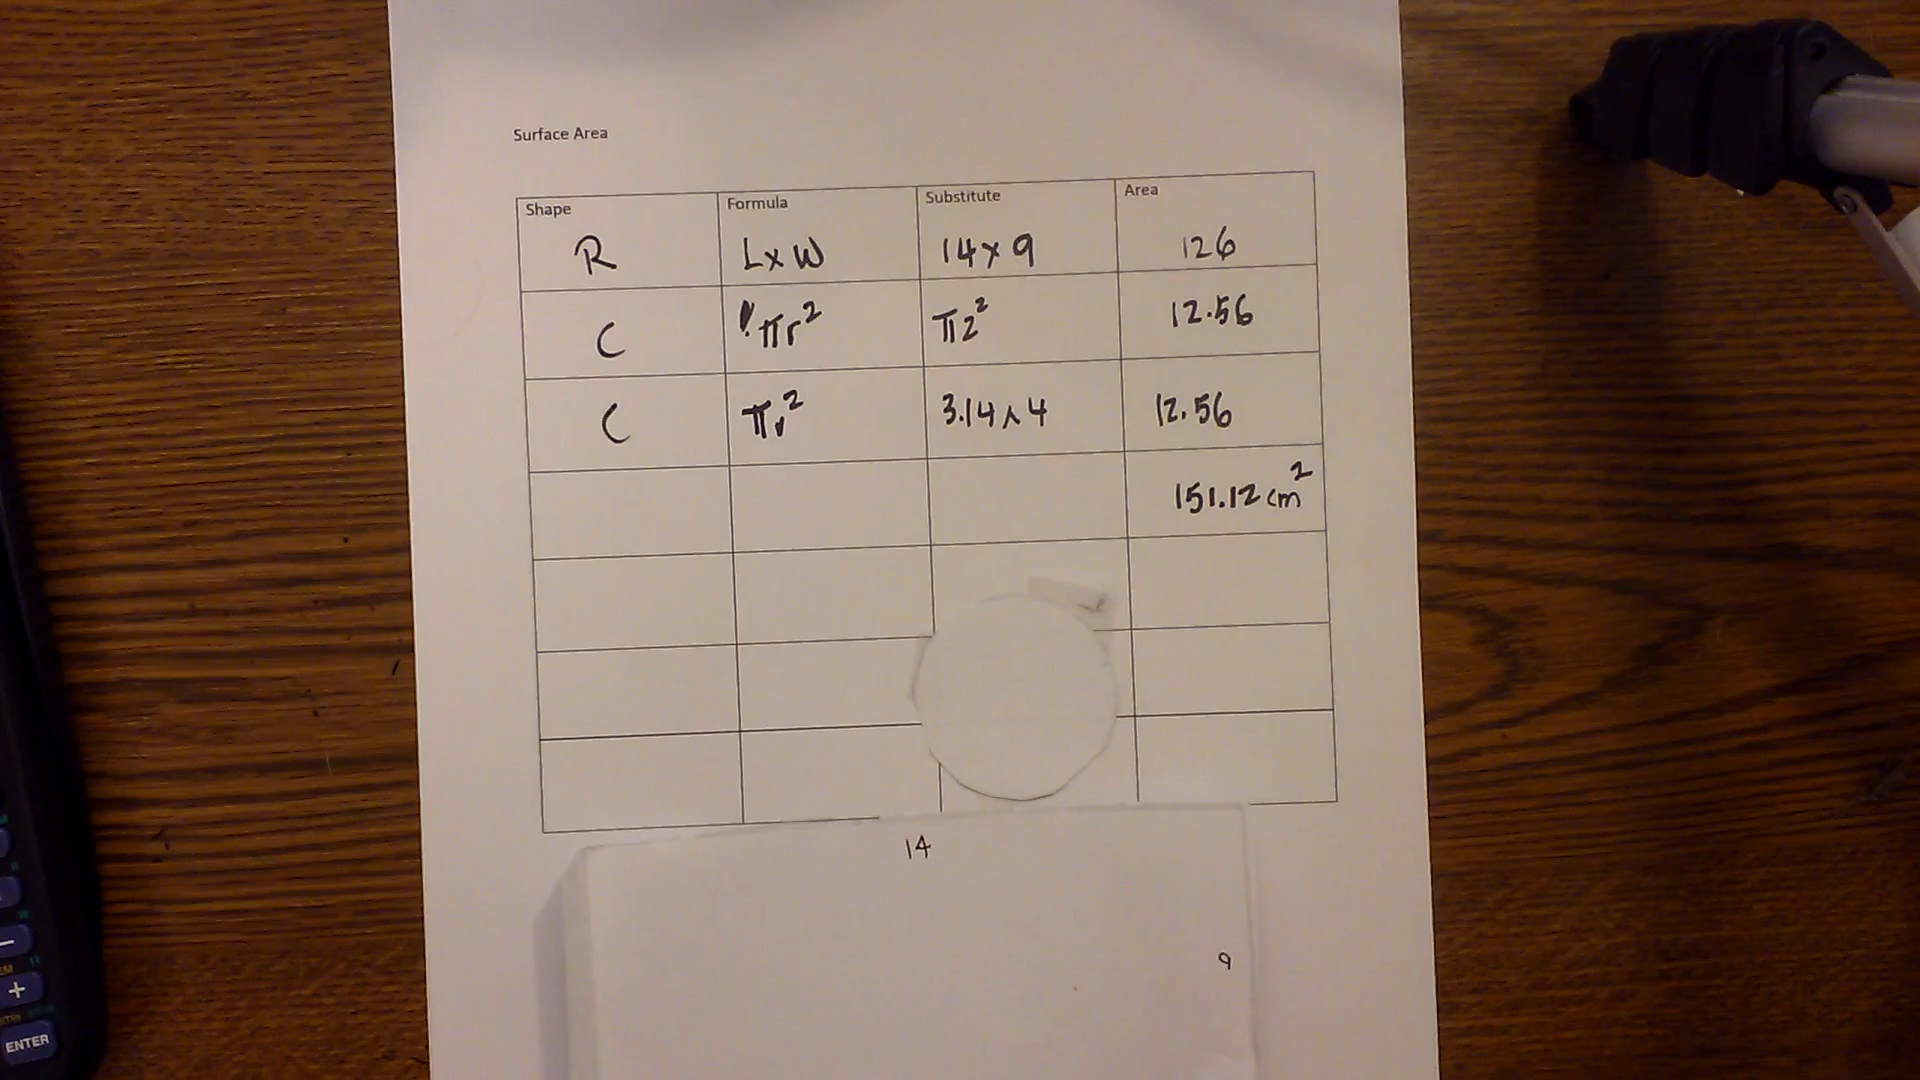 Surface Area
Shape Formula Substitute Area
R L x W 14 x 9 126
C πr² π2² 12.56
C πr² 3.14 x 4 12.56
151.12 cm²
14
9
+
ENTER